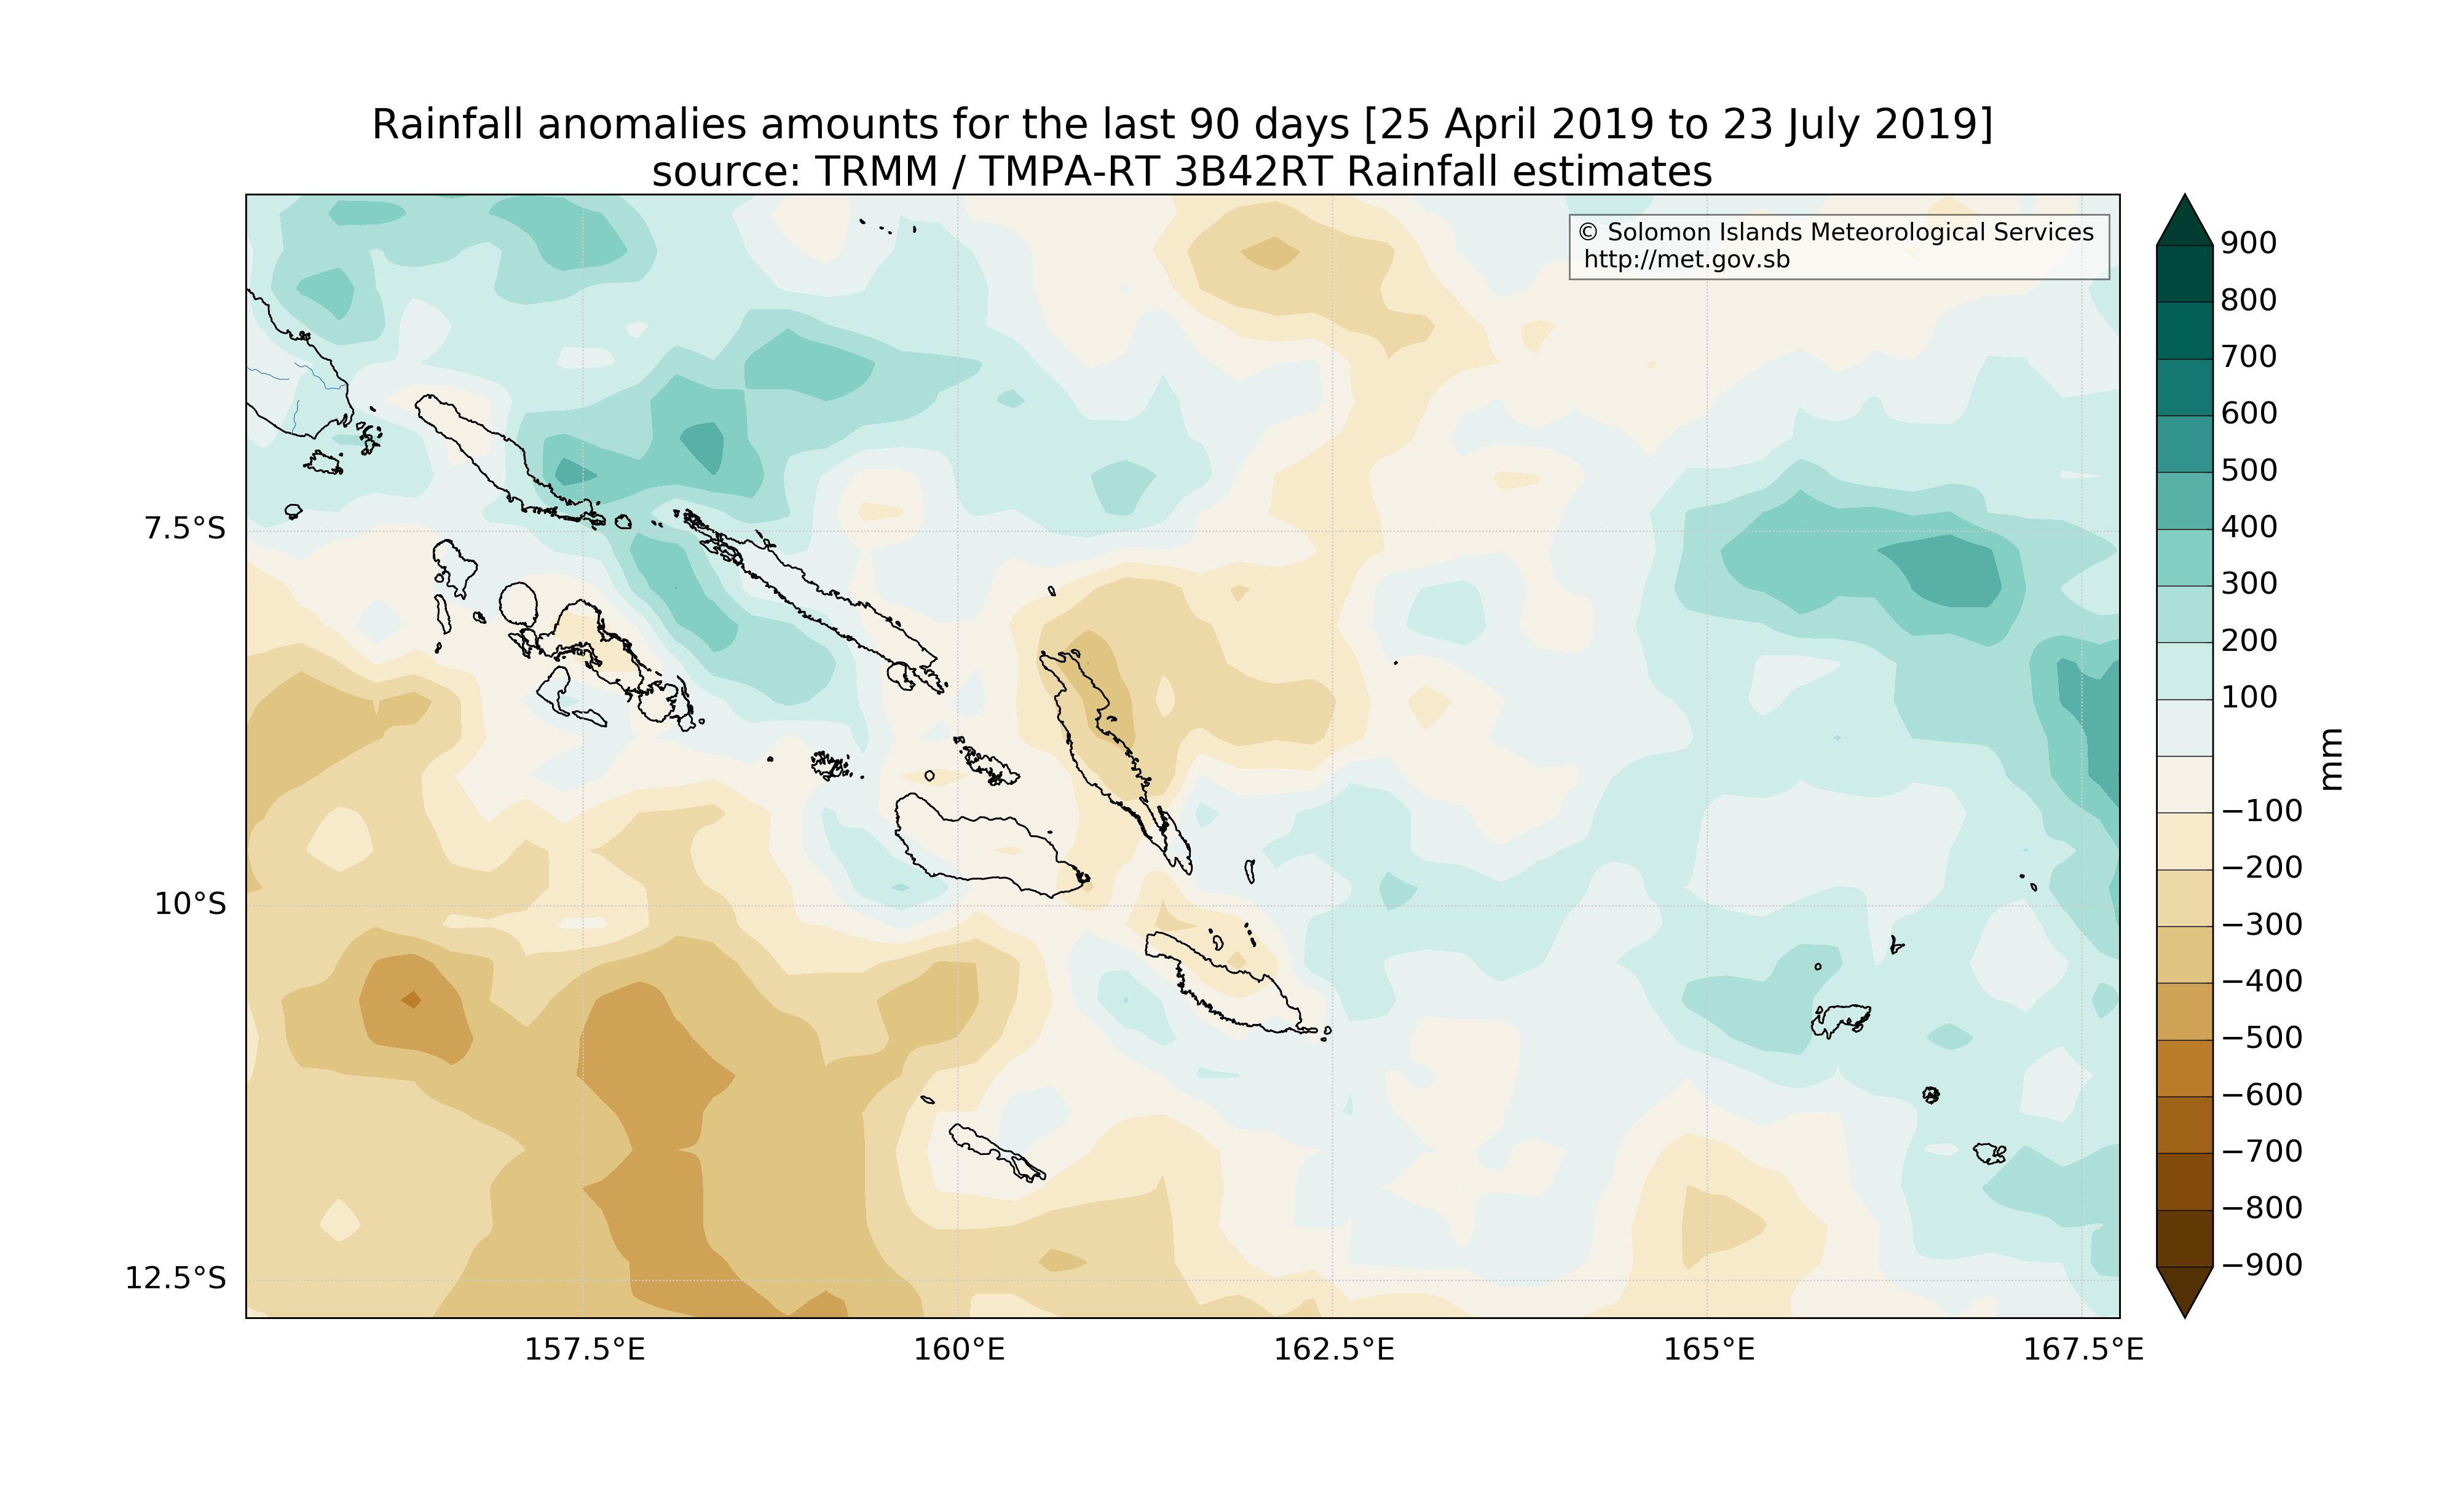 Rainfall anomalies amounts for the last 90 days [25 April 2019 to 23 July 2019]
source: TRMM / TMPA-RT 3B42RT Rainfall estimates
© Solomon Islands Meteorological Services
http://met.gov.sb
7.5°S
10°S
12.5°S
157.5°E
160°E
162.5°E
165°E
167.5°E
900
800
700
600
500
400
300
200
100
−100
−200
−300
−400
−500
−600
−700
−800
−900
mm